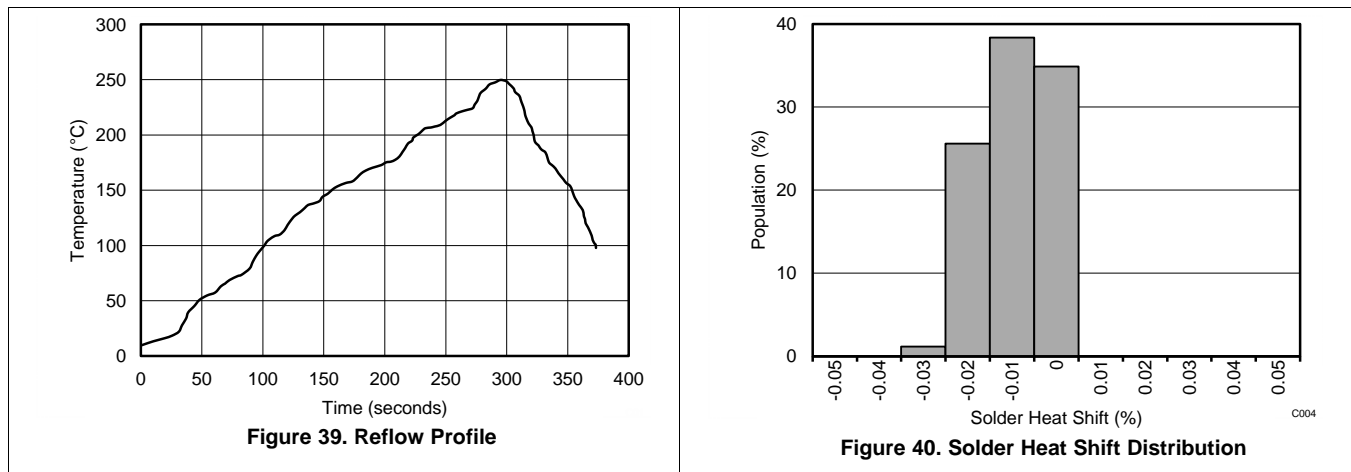 300
250
200
150
100
50
0
Temperature (°C)
0 50 100 150 200 250 300 350 400
Time (seconds)
Figure 39. Reflow Profile
40
30
20
10
0
Population (%)
-0.05 -0.04 -0.03 -0.02 -0.01 0 0.01 0.02 0.03 0.04 0.05
Solder Heat Shift (%)
C004
Figure 40. Solder Heat Shift Distribution